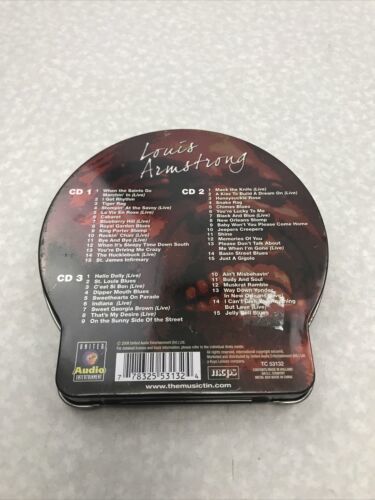 Louis
Armstrong
CD 1
1 When the Saints Go
Marchin' In (Live)
2 I Got Rhythm
3 Tiger Rag
4 Stompin' At the Savoy (Live)
5 La Vie En Rose (Live)
6 Cabaret
7 Blueberry Hill (Live)
8 Royal Garden Blues
9 King Porter Stomp
10 Rockin' Chair (Live)
11 Bye And Bye (Live)
12 When It's Sleepy Time Down South
13 You're Driving Me Crazy
14 The Hucklebuck (Live)
15 St. James Infirmary
CD 2
1 Mack the Knife (Live)
2 A Kiss To Build A Dream On (Live)
3 Honeysuckle Rose
4 Snake Rag
5 Chimes Blues
6 You're Lucky To Me
7 Black And Blue (Live)
8 New Orleans Stomp
9 Baby Won't You Please Come Home
10 Jeepers Creepers
11 Shine
12 Memories Of You
13 Please Don't Talk About
Me When I'm Gone (Live)
14 Basin Street Blues
15 Just A Gigolo
CD 3
1 Hello Dolly (Live)
2 St. Louis Blues
3 C'est Si Bon (Live)
4 Dipper Mouth Blues
5 Sweethearts On Parade
6 Indiana (Live)
7 Sweet Georgia Brown (Live)
8 That's My Desire (Live)
9 On the Sunny Side Of the Street
10 Ain't Misbehavin'
11 Body And Soul
12 Muskrat Ramble
13 Way Down Yonder
In New Orleans (Live)
14 I Can't Give You Anything
But Love (Live)
15 Jelly Roll Blues
UNITED
Audio
ENTERTAINMENT
7 78325 53132 4
www.themusictin.com
mcps
TC 53132